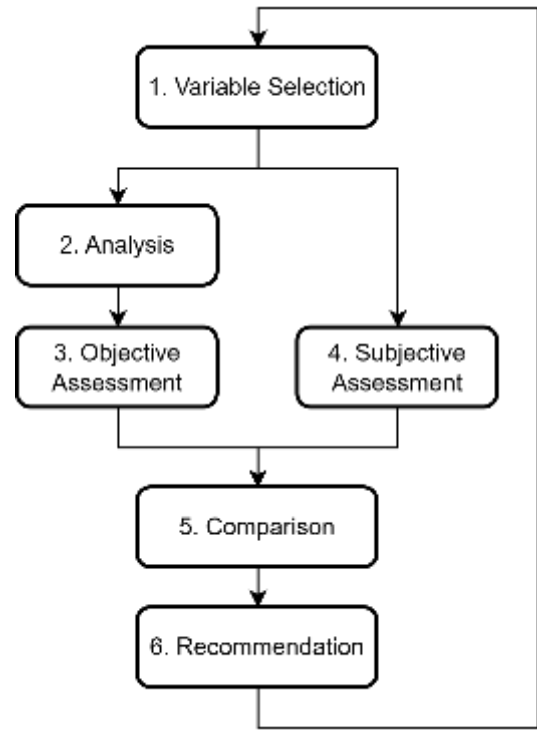 1. Variable Selection
2. Analysis
3. Objective
Assessment
4. Subjective
Assessment
5. Comparison
6. Recommendation